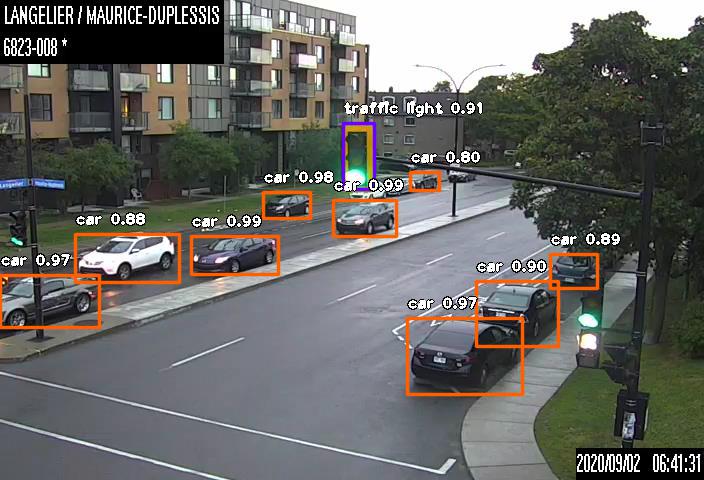 LANGELIER / MAURICE-DUPLESSIS
6823-008 *
traffic light 0.91
car 0.80
car 0.98
car 0.99
car 0.88
car 0.99
car 0.97
car 0.89
car 0.90
car 0.97
Langelier
2020/09/02 06:41:31